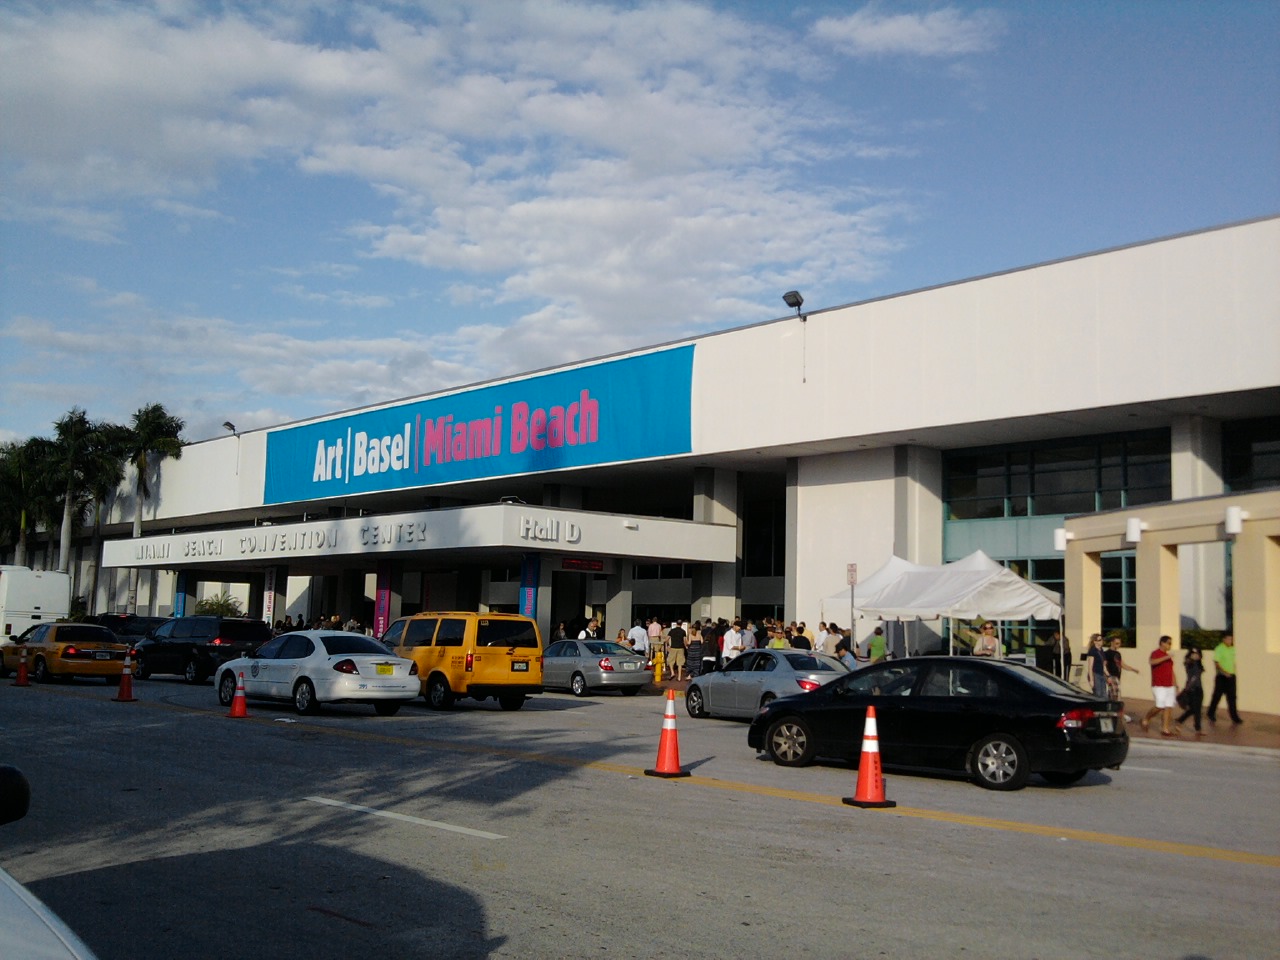 Art|Basel|Miami Beach
MIAMI BEACH CONVENTION CENTER
Hall D